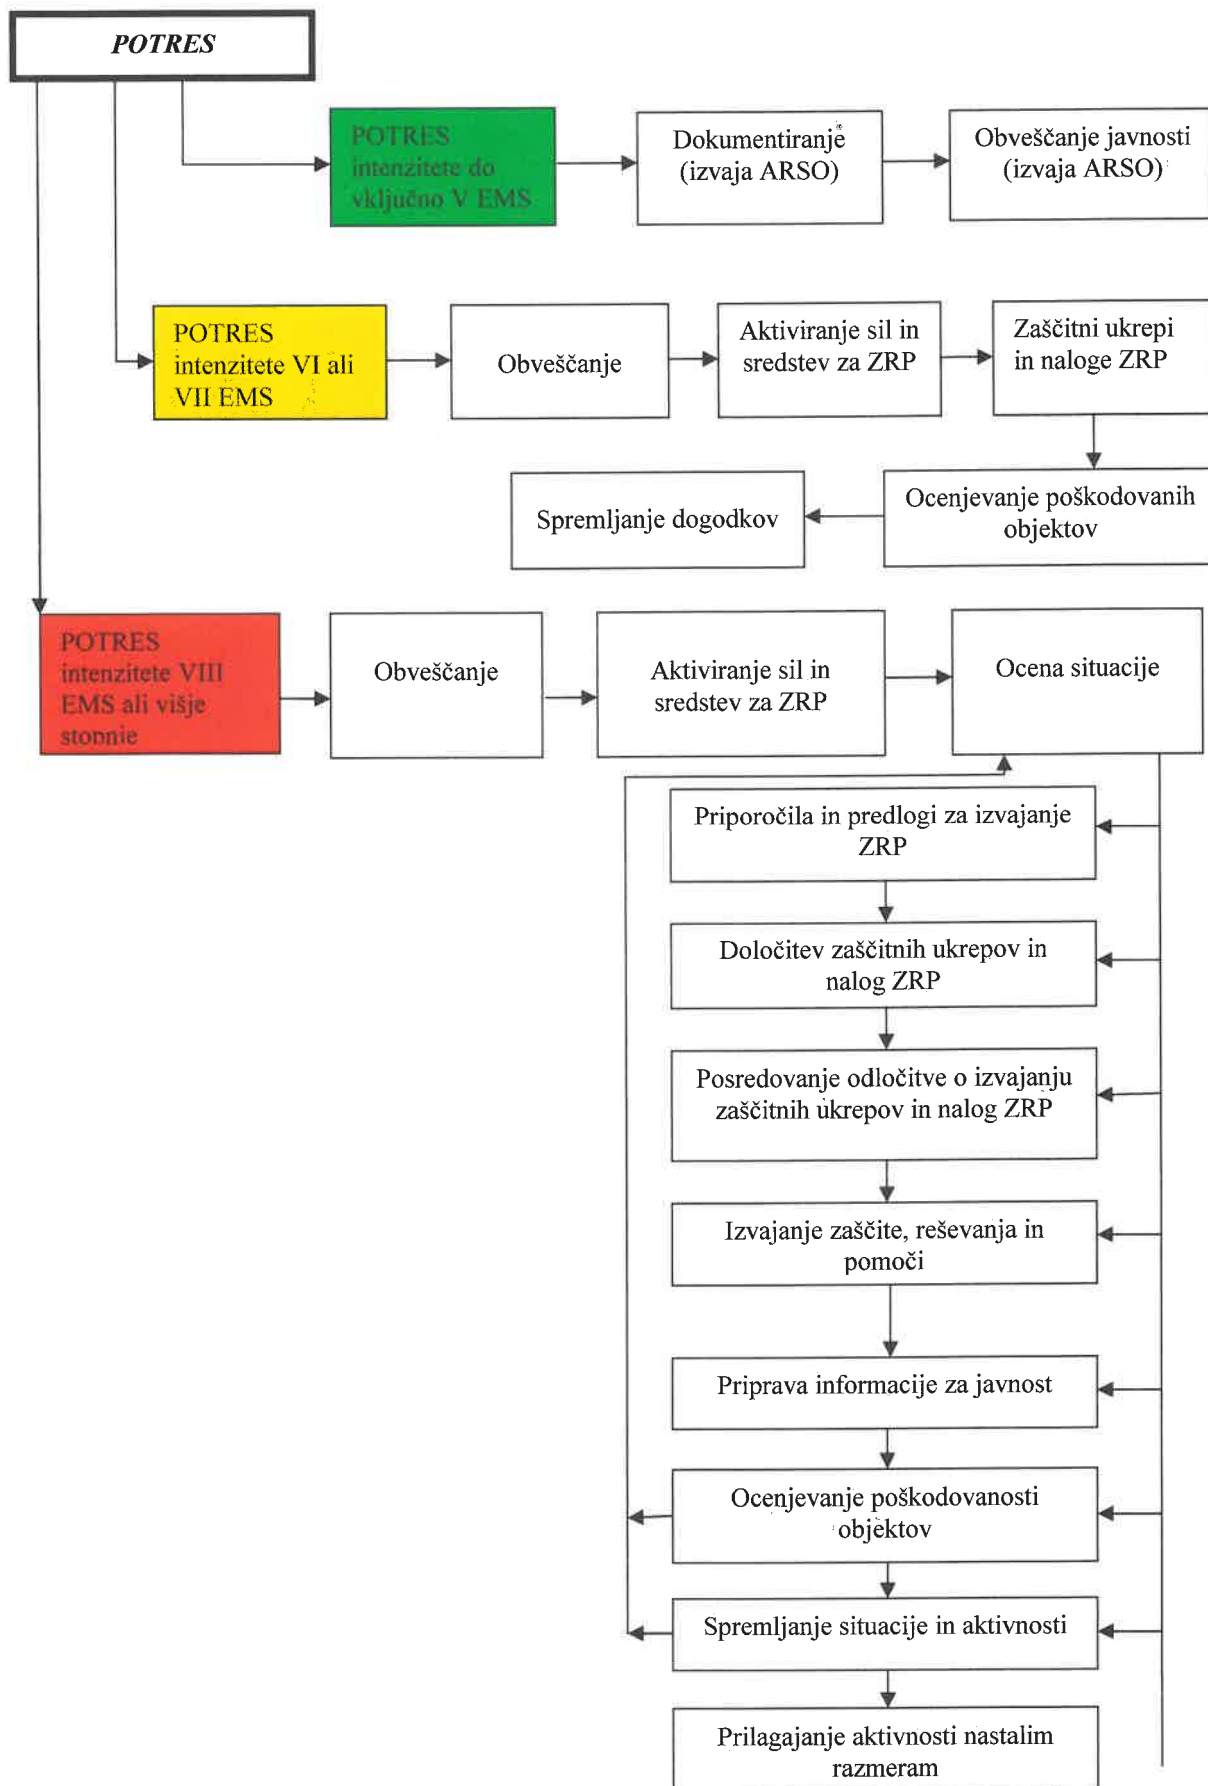 POTRES
POTRES
intenzitete do
vključno V EMS
Dokumentiranje
(izvaja ARSO)
Obveščanje javnosti
(izvaja ARSO)
POTRES
intenzitete VI ali
VII EMS
Obveščanje
Aktiviranje sil in
sredstev za ZRP
Zaščitni ukrepi
in naloge ZRP
Ocenjevanje poškodovanih
objektov
Spremljanje dogodkov
POTRES
intenzitete VIII
EMS ali višje
stopnje
Obveščanje
Aktiviranje sil in
sredstev za ZRP
Ocena situacije
Priporočila in predlogi za izvajanje
ZRP
Določitev zaščitnih ukrepov in
nalog ZRP
Posredovanje odločitve o izvajanju
zaščitnih ukrepov in nalog ZRP
Izvajanje zaščite, reševanja in
pomoči
Priprava informacije za javnost
Ocenjevanje poškodovanosti
objektov
Spremljanje situacije in aktivnosti
Prilagajanje aktivnosti nastalim
razmeram